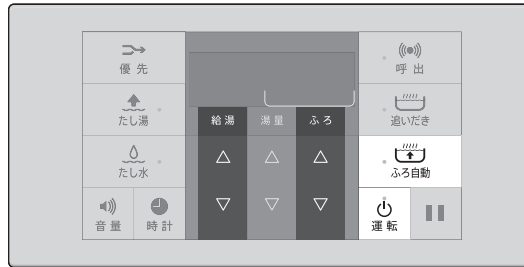 優先
呼出
たし湯
給湯
湯量
ふろ
追いだき
たし水
ふろ自動
音量
時計
運転